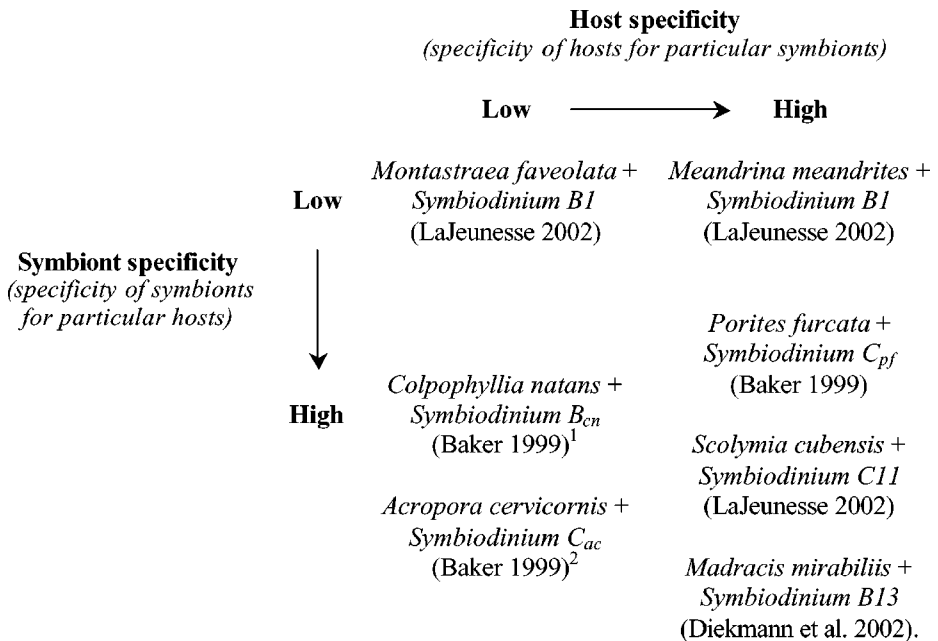 Host specificity
(specificity of hosts for particular symbionts)
Low
High
Low
Montastraea faveolata +
Symbiodinium B1
(LaJeunesse 2002)
Meandrina meandrites +
Symbiodinium B1
(LaJeunesse 2002)
Symbiont specificity
(specificity of symbionts
for particular hosts)
High
Colpophyllia natans +
Symbiodinium Bcn
(Baker 1999)1
Acropora cervicornis +
Symbiodinium Cac
(Baker 1999)2
Porites furcata +
Symbiodinium Cpf
(Baker 1999)
Scolymia cubensis +
Symbiodinium C11
(LaJeunesse 2002)
Madracis mirabiliis +
Symbiodinium B13
(Diekmann et al. 2002).